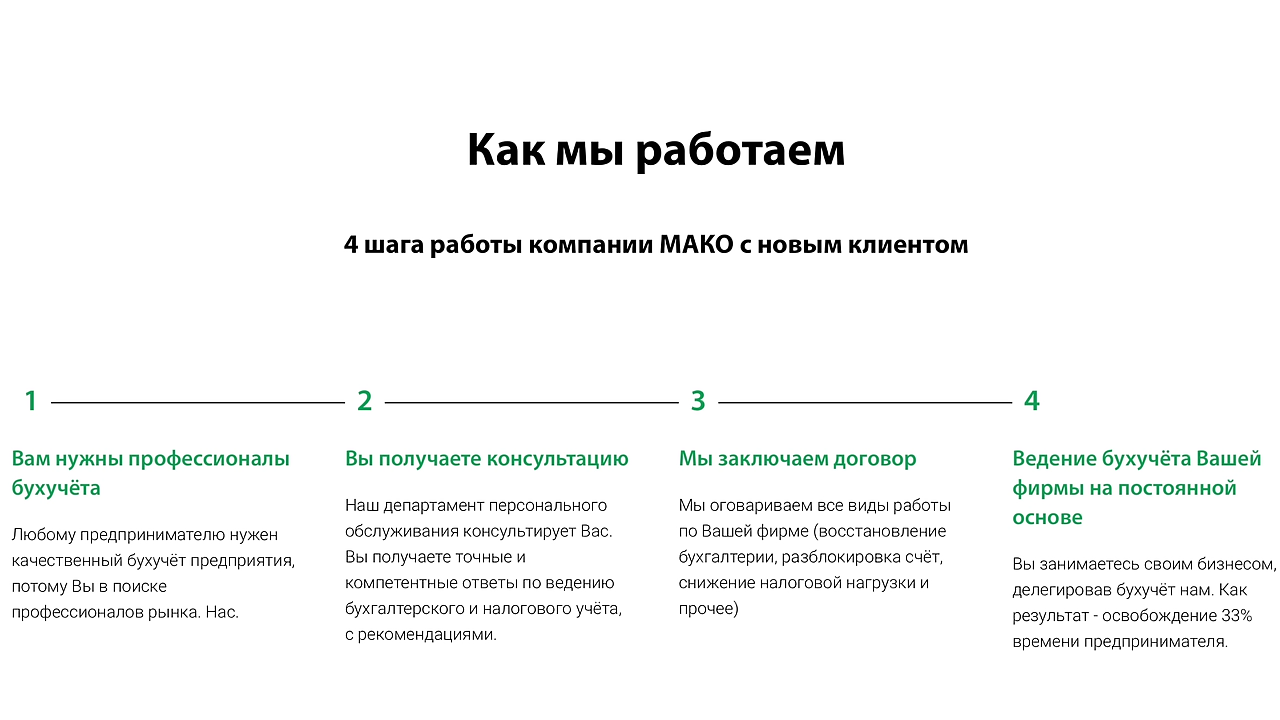 Как мы работаем
4 шага работы компании МАКО с новым клиентом
1
2
3
4
Вам нужны профессионалы
бухучёта
Любому предпринимателю нужен
качественный бухучёт предприятия,
потому Вы в поиске
профессионалов рынка. Нас.
Вы получаете консультацию
Наш департамент персонального
обслуживания консультирует Вас.
Вы получаете точные и
компетентные ответы по ведению
бухгалтерского и налогового учёта,
с рекомендациями.
Мы заключаем договор
Мы оговариваем все виды работы
по Вашей фирме (восстановление
бухгалтерии, разблокировка счёт,
снижение налоговой нагрузки и
прочее)
Ведение бухучёта Вашей
фирмы на постоянной
основе
Вы занимаетесь своим бизнесом,
делегировав бухучёт нам. Как
результат - освобождение 33%
времени предпринимателя.